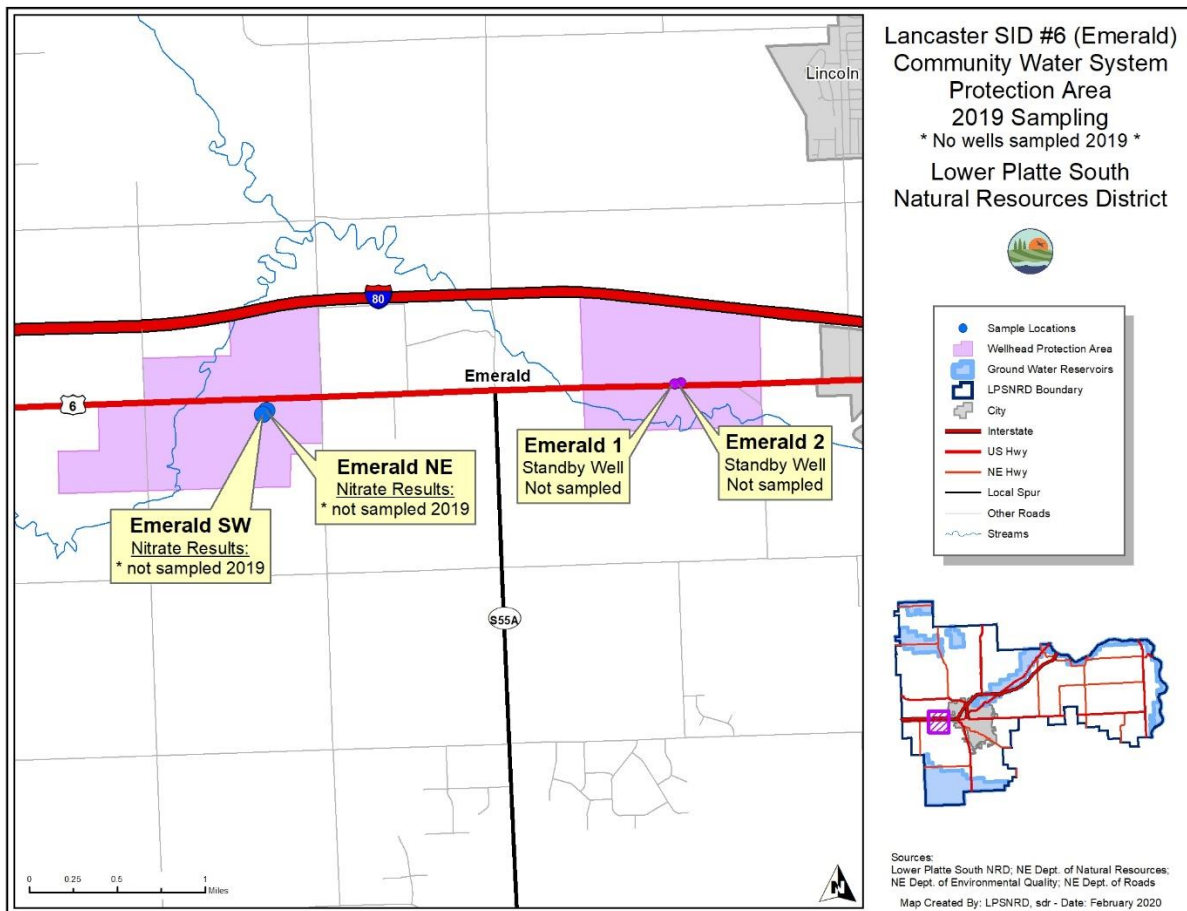 Lancaster SID #6 (Emerald)
Community Water System
Protection Area
2019 Sampling
* No wells sampled 2019 *
Lower Platte South
Natural Resources District
Lincoln
80
Emerald
6
Emerald 1
Standby Well
Not sampled
Emerald 2
Standby Well
Not sampled
Emerald NE
Nitrate Results:
* not sampled 2019
Emerald SW
Nitrate Results:
* not sampled 2019
S55A
Sample Locations
Wellhead Protection Area
Ground Water Reservoirs
LPSNRD Boundary
City
Interstate
US Hwy
NE Hwy
Local Spur
Other Roads
Streams
0 0.25 0.5 1
Miles
N
Sources:
Lower Platte South NRD; NE Dept. of Natural Resources;
NE Dept. of Environmental Quality; NE Dept. of Roads
Map Created By: LPSNRD, sdr - Date: February 2020